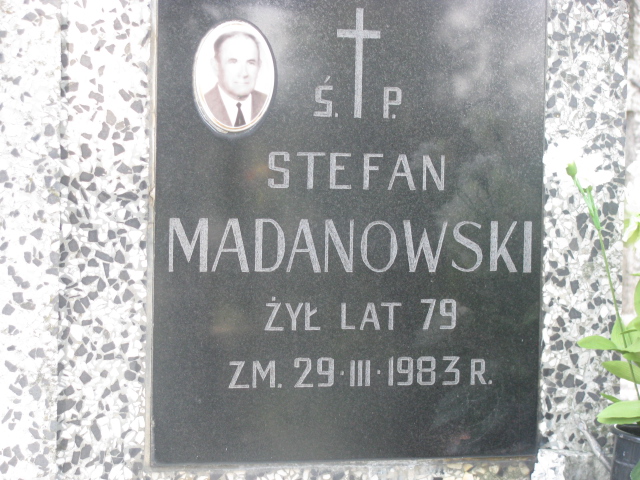 Ś. P.
STEFAN
MADANOWSKI
ŻYŁ LAT 79
ZM. 29·III·1983 R.